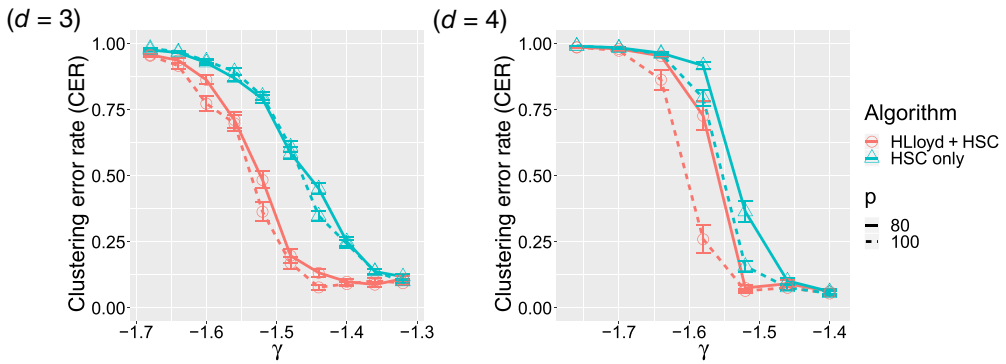 (d = 3)
(d = 4)
Clustering error rate (CER)
1.00
0.75
0.50
0.25
0.00
−1.7
−1.6
−1.5
−1.4
−1.3
γ
Clustering error rate (CER)
1.00
0.75
0.50
0.25
0.00
−1.7
−1.6
−1.5
−1.4
γ
Algorithm
HLloyd + HSC
HSC only
p
80
100